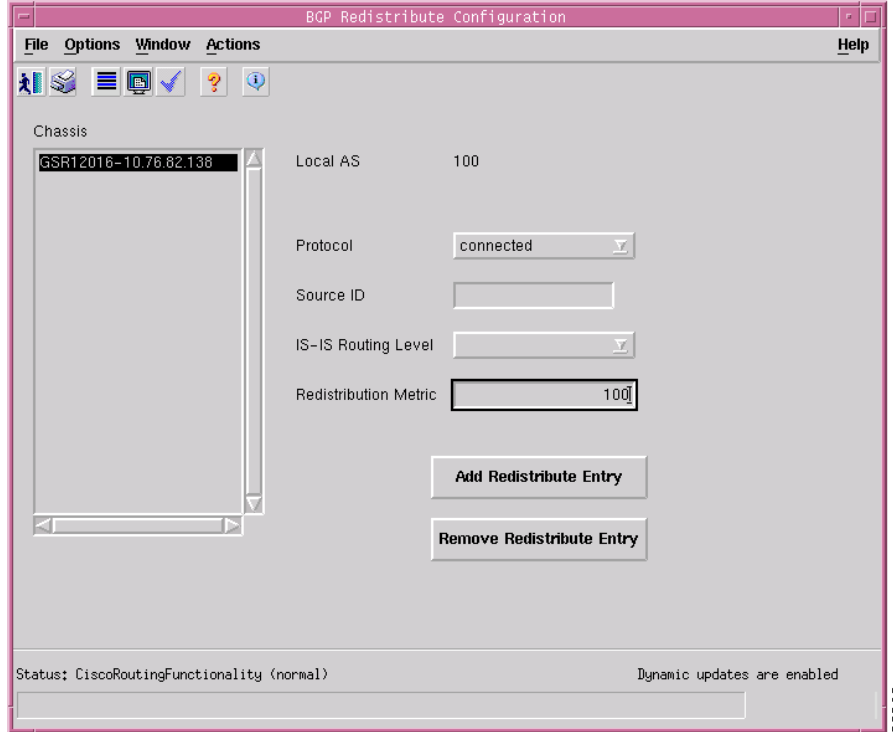 BGP Redistribute Configuration
File Options Window Actions Help
Chassis
GSR12016-10.76.82.138
Local AS 100
Protocol connected
Source ID
IS-IS Routing Level
Redistribution Metric 100
Add Redistribute Entry
Remove Redistribute Entry
Status: CiscoRoutingFunctionality (normal) Dynamic updates are enabled